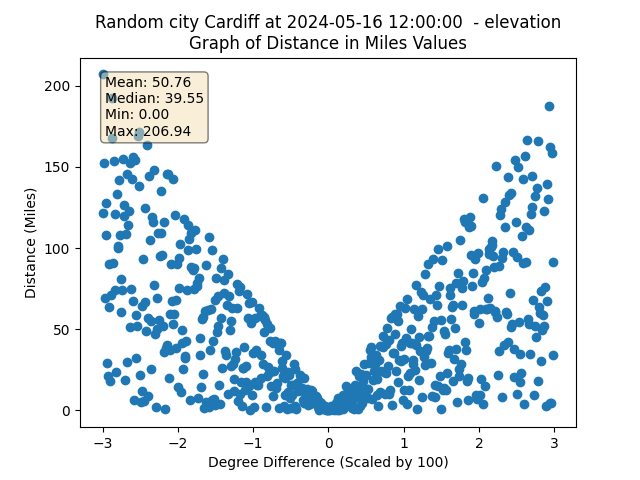 Random city Cardiff at 2024-05-16 12:00:00  - elevation
Graph of Distance in Miles Values
Mean: 50.76
Median: 39.55
Min: 0.00
Max: 206.94
200
150
100
50
0
Distance (Miles)
−3 −2 −1 0 1 2 3
Degree Difference (Scaled by 100)